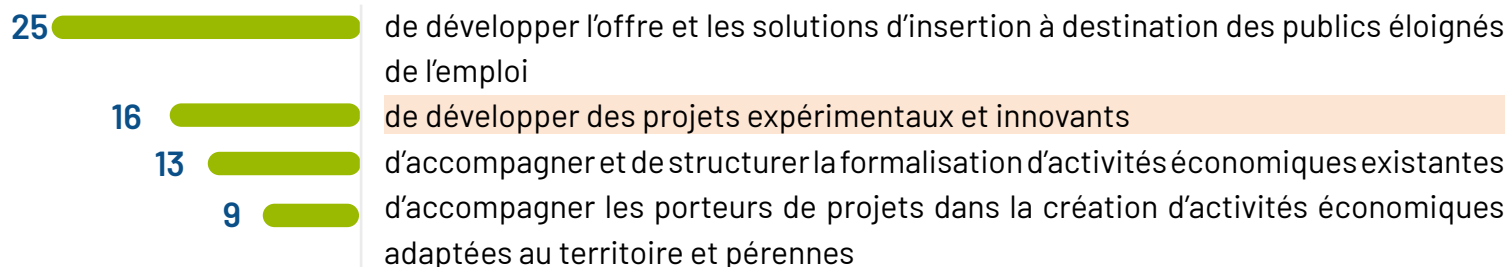 25 de développer l'offre et les solutions d'insertion à destination des publics éloignés
de l'emploi
16 de développer des projets expérimentaux et innovants
13 d'accompagner et de structurer la formalisation d'activités économiques existantes
9 d'accompagner les porteurs de projets dans la création d'activités économiques
adaptées au territoire et pérennes